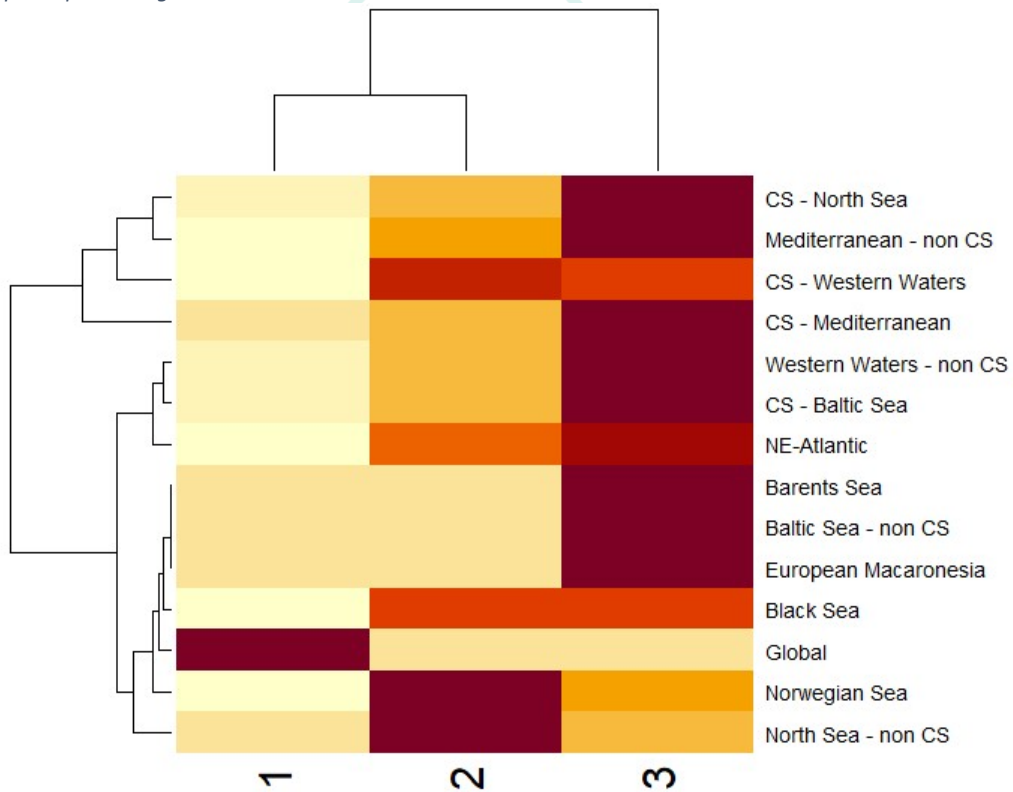 CS - North Sea
Mediterranean - non CS
CS - Western Waters
CS - Mediterranean
Western Waters - non CS
CS - Baltic Sea
NE-Atlantic
Barents Sea
Baltic Sea - non CS
European Macaronesia
Black Sea
Global
Norwegian Sea
North Sea - non CS
1
2
3